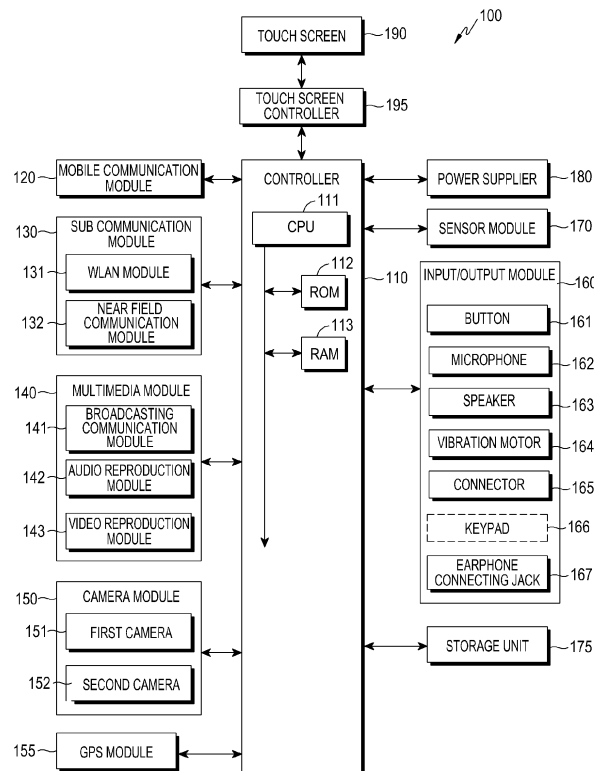 100
TOUCH SCREEN
190
TOUCH SCREEN
CONTROLLER
195
120
MOBILE COMMUNICATION
MODULE
130
SUB COMMUNICATION
MODULE
131
WLAN MODULE
132
NEAR FIELD
COMMUNICATION
MODULE
140
MULTIMEDIA MODULE
141
BROADCASTING
COMMUNICATION
MODULE
142
AUDIO REPRODUCTION
MODULE
143
VIDEO REPRODUCTION
MODULE
150
CAMERA MODULE
151
FIRST CAMERA
152
SECOND CAMERA
155
GPS MODULE
CONTROLLER
111
CPU
112
ROM
110
113
RAM
POWER SUPPLIER
180
SENSOR MODULE
170
INPUT/OUTPUT MODULE
160
BUTTON
161
MICROPHONE
162
SPEAKER
163
VIBRATION MOTOR
164
CONNECTOR
165
KEYPAD
166
EARPHONE
CONNECTING JACK
167
STORAGE UNIT
175